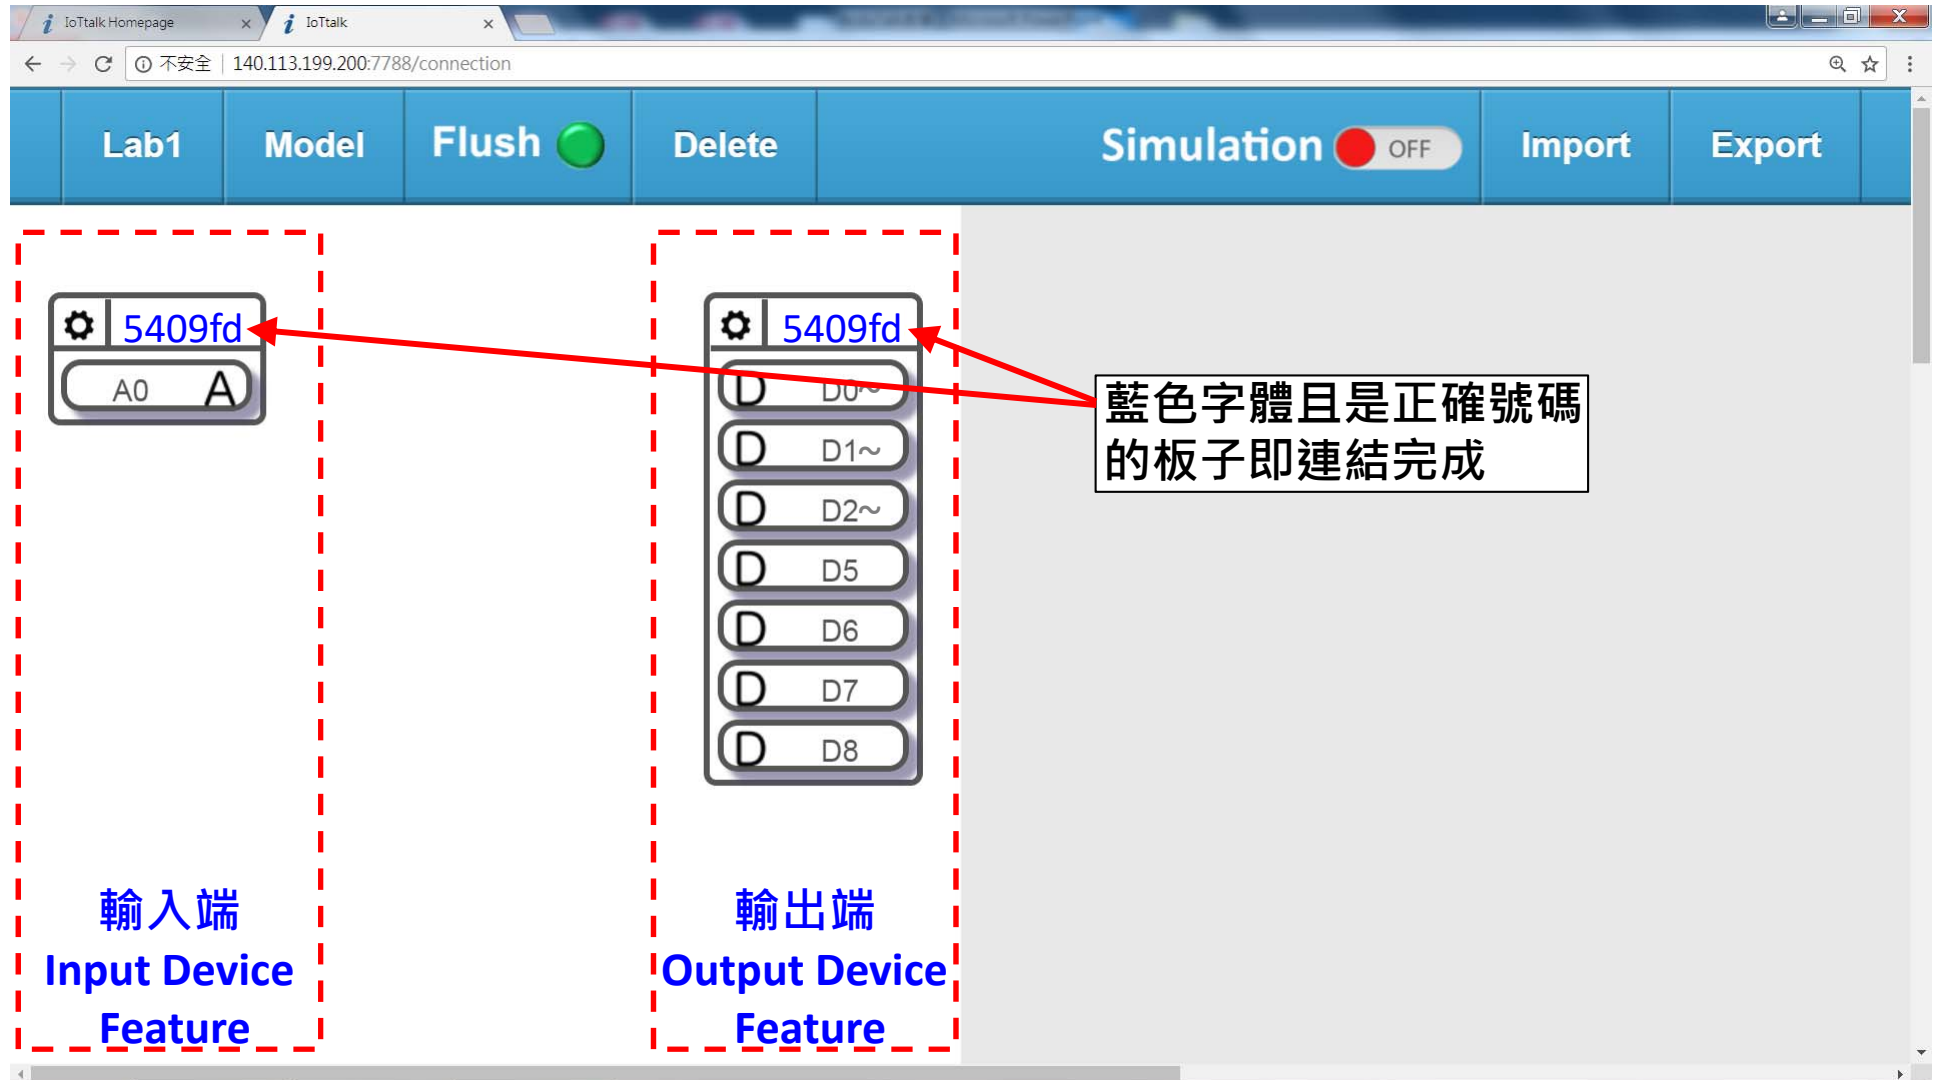 IoTtalk Homepage
IoTtalk
不安全 | 140.113.199.200:7788/connection
Lab1 Model Flush Delete Simulation OFF Import Export
5409fd
A0 A
5409fd
D D0~
D D1~
D D2~
D D5
D D6
D D7
D D8
藍色字體且是正確號碼
的板子即連結完成
輸入端
Input Device
Feature
輸出端
Output Device
Feature